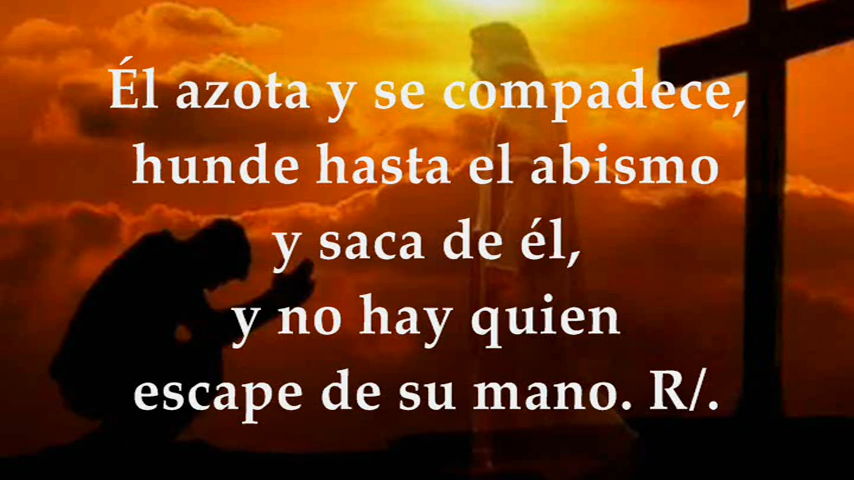 Él azota y se compadece,
hunde hasta el abismo
y saca de él,
y no hay quien
escape de su mano. R/.